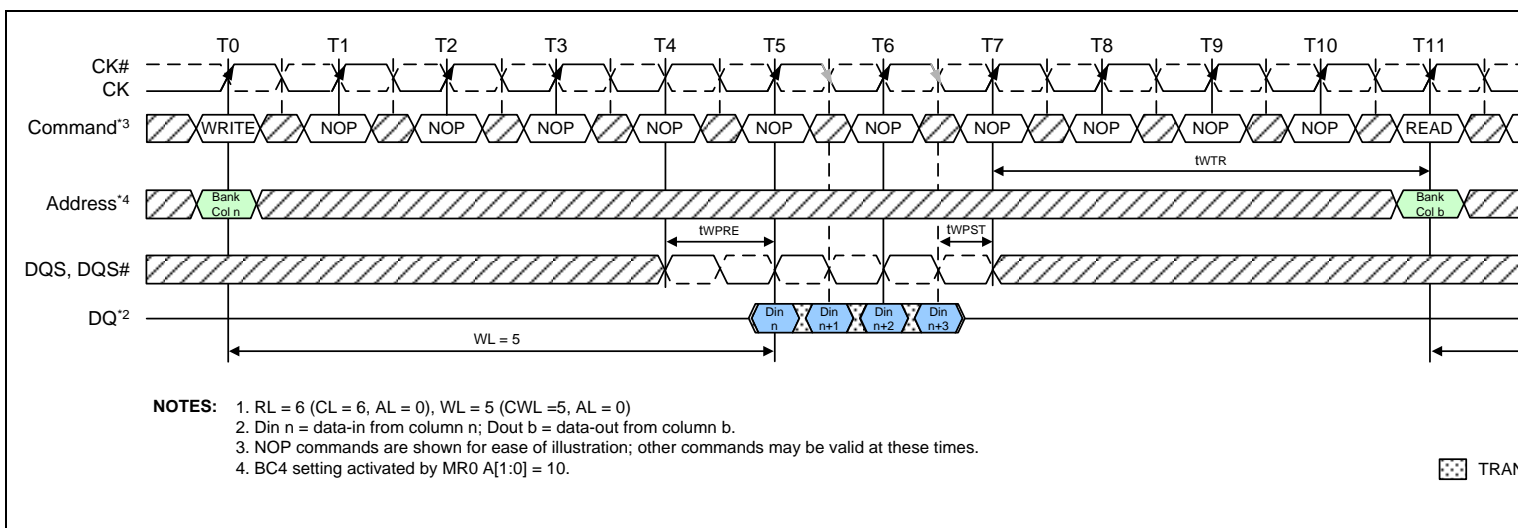 T0 T1 T2 T3 T4 T5 T6 T7 T8 T9 T10 T11
CK#
CK
Command*3 WRITE NOP NOP NOP NOP NOP NOP NOP NOP NOP NOP READ
tWTR
Address*4 Bank Col n Bank Col b
tWPRE tWPST
DQS, DQS#
DQ*2 Din n Din n+1 Din n+2 Din n+3
WL = 5
NOTES: 1. RL = 6 (CL = 6, AL = 0), WL = 5 (CWL =5, AL = 0)
2. Din n = data-in from column n; Dout b = data-out from column b.
3. NOP commands are shown for ease of illustration; other commands may be valid at these times.
4. BC4 setting activated by MR0 A[1:0] = 10.
TRAN